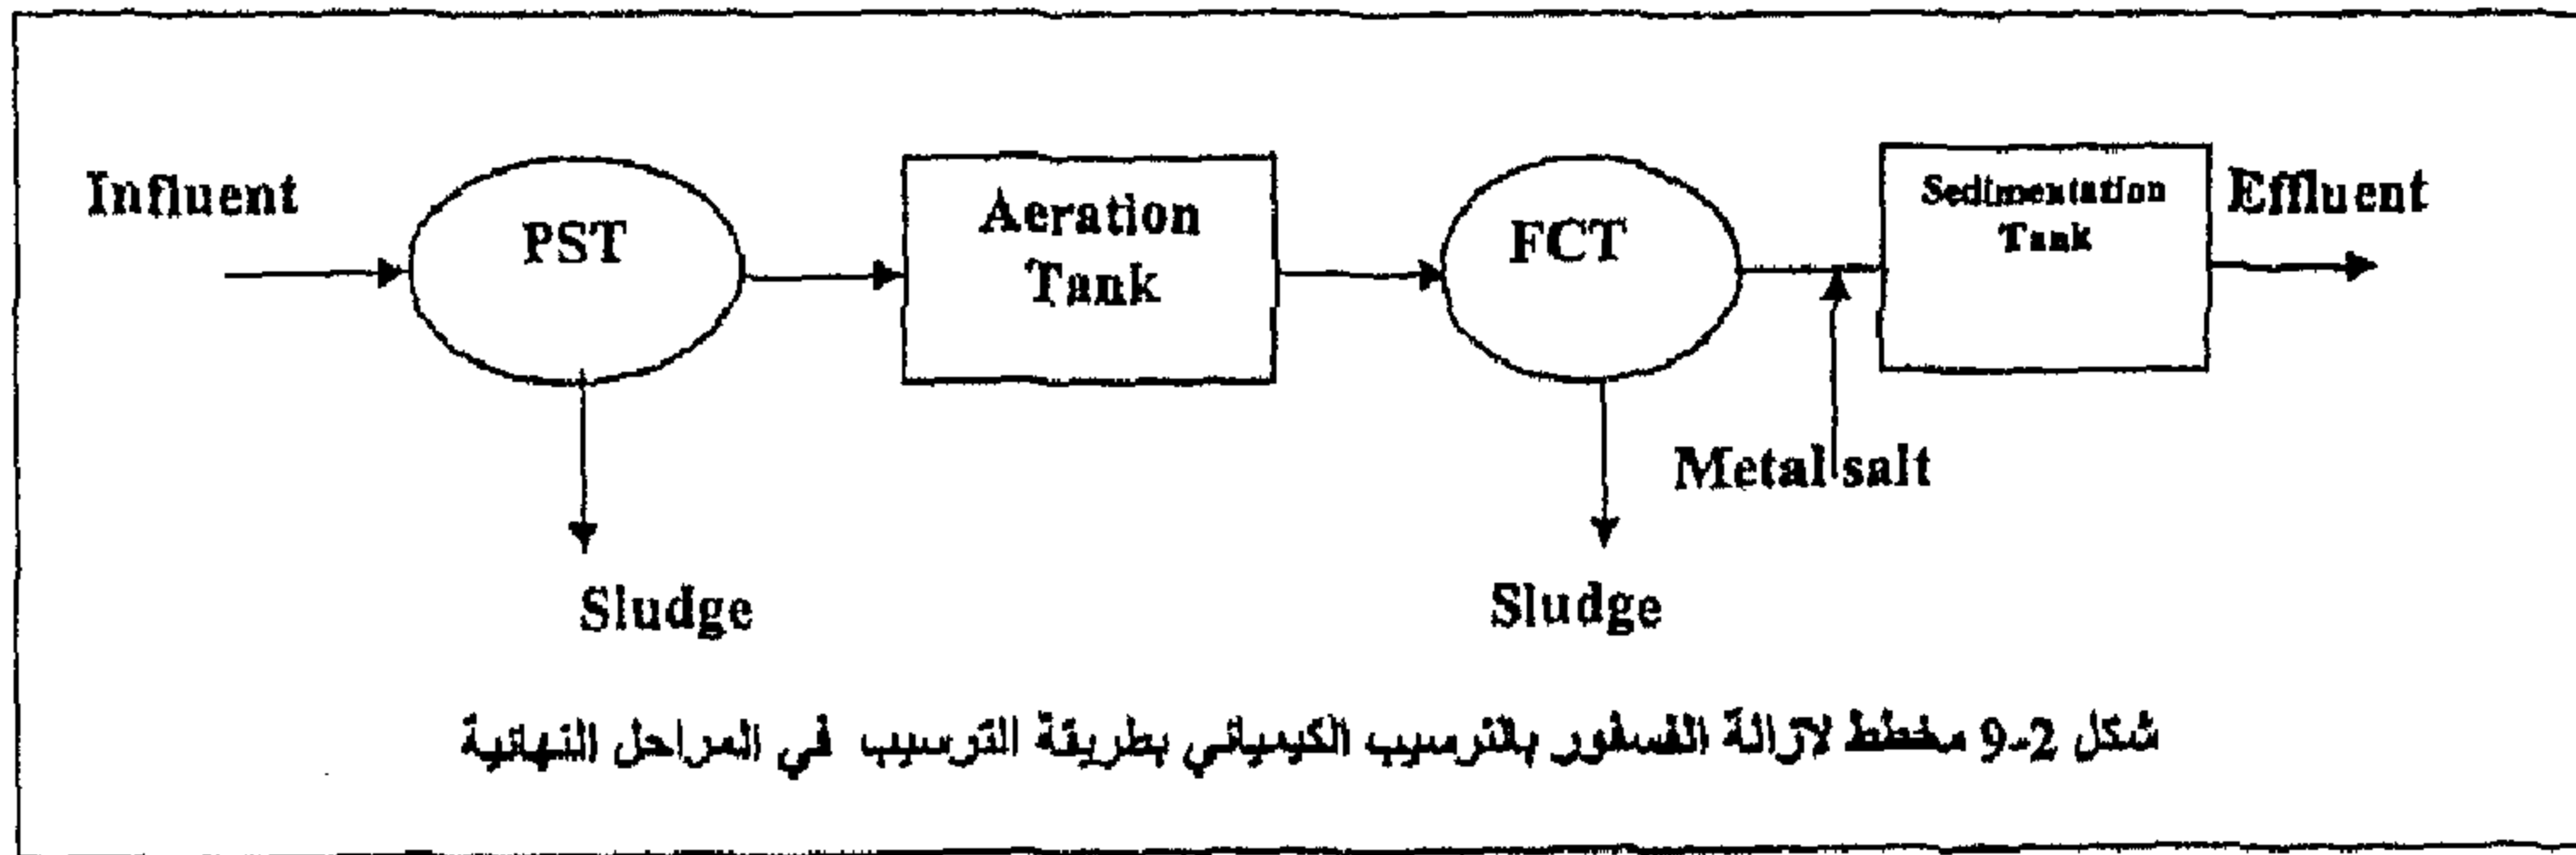 Influent
PST
Aeration
Tank
FCT
Sedimentation
Tank
Effluent
Metal salt
Sludge
Sludge
شكل 2-9 مخطط لازالة الفسفور بالترسيب الكيميائي بطريقة الترسيب في المراحل النهائية